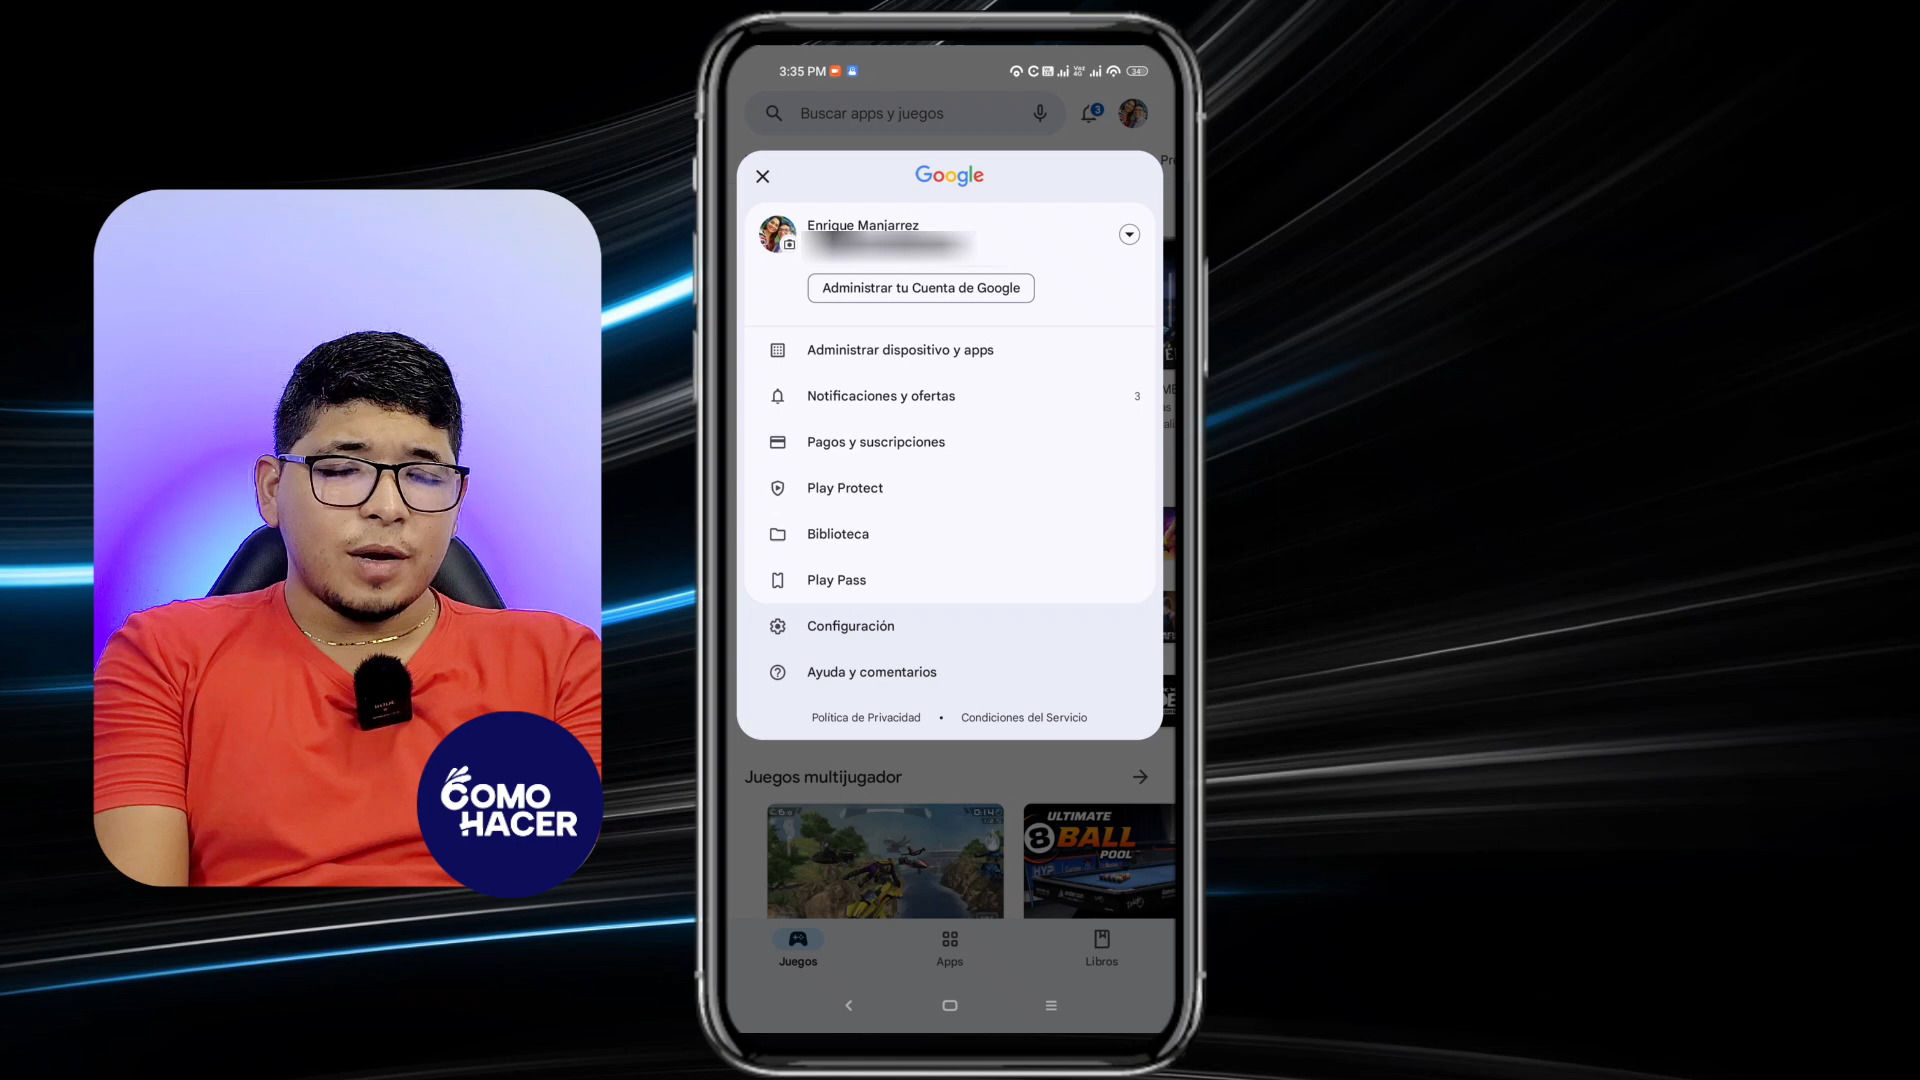 3:35 PM
34
Buscar apps y juegos
3
Google
Enrique Manjarrez
Administrar tu Cuenta de Google
Administrar dispositivo y apps
Notificaciones y ofertas
3
Pagos y suscripciones
Play Protect
Biblioteca
Play Pass
Configuración
Ayuda y comentarios
Política de Privacidad • Condiciones del Servicio
Juegos multijugador
ULTIMATE
8 BALL
POOL
Juegos
Apps
Libros
COMO
HACER